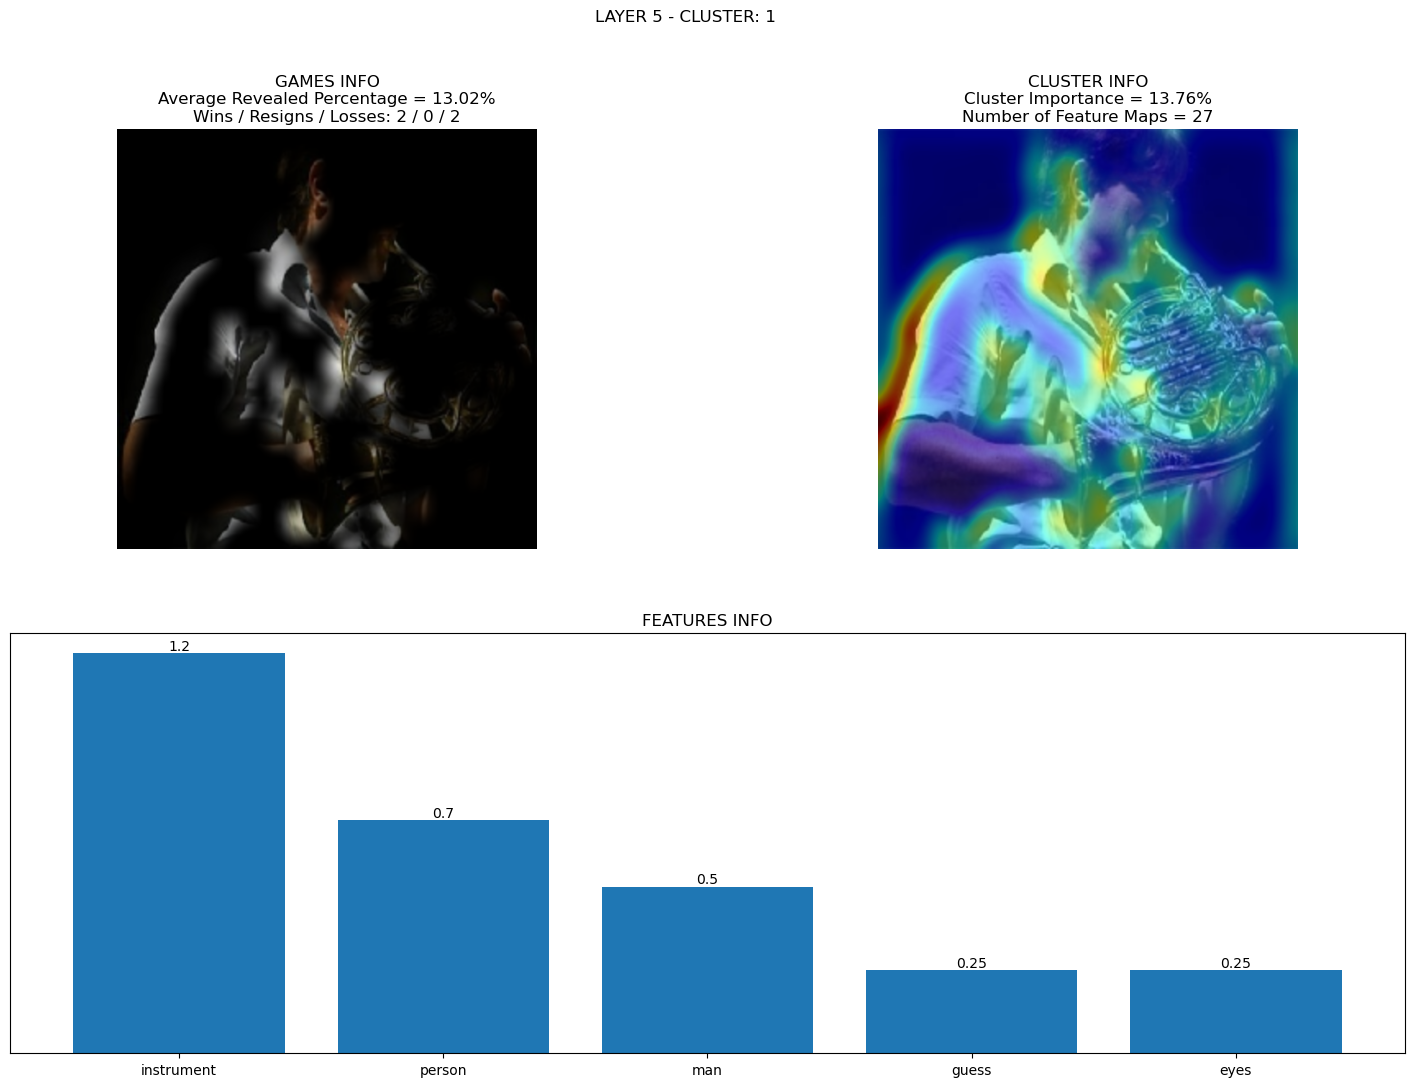 LAYER 5 - CLUSTER: 1
GAMES INFO
Average Revealed Percentage = 13.02%
Wins / Resigns / Losses: 2 / 0 / 2
CLUSTER INFO
Cluster Importance = 13.76%
Number of Feature Maps = 27
FEATURES INFO
1.2
0.7
0.5
0.25
0.25
instrument
person
man
guess
eyes